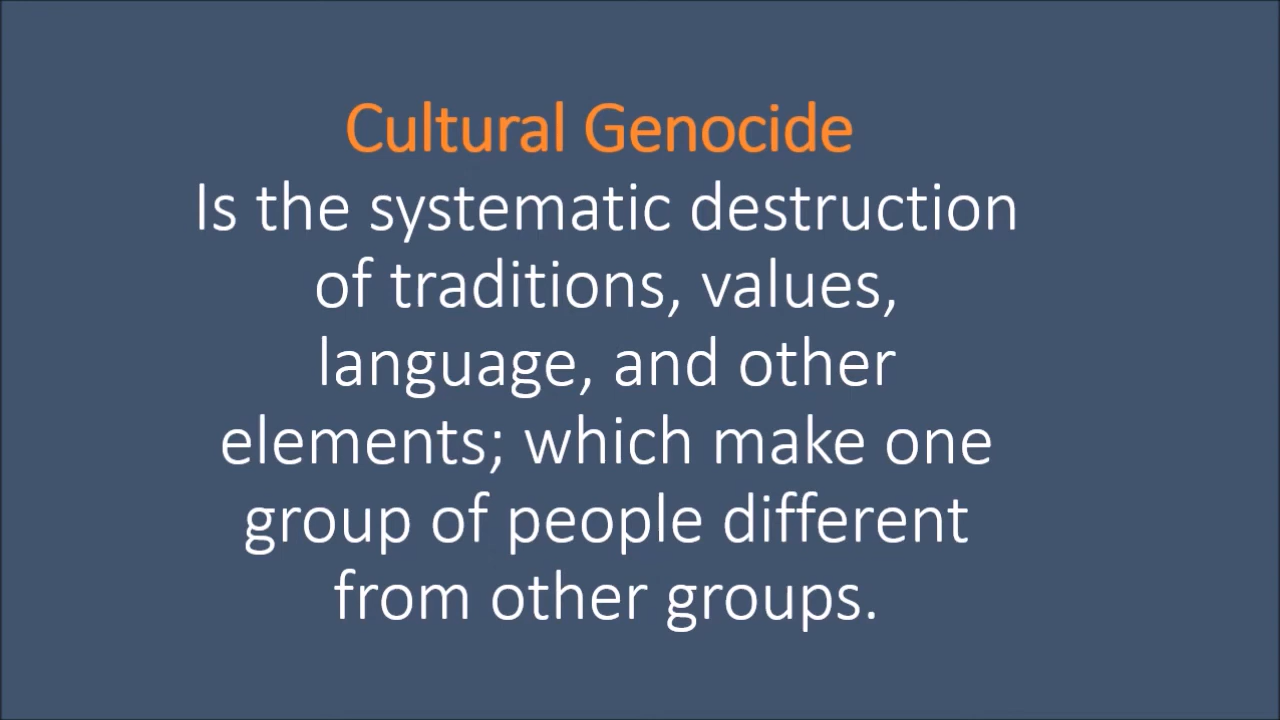 Cultural Genocide
Is the systematic destruction
of traditions, values,
language, and other
elements; which make one
group of people different
from other groups.